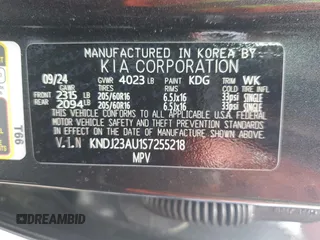 MANUFACTURED IN KOREA BY
KIA CORPORATION
09/24 GVWR 4023 LB PAINT KDG TRIM WK
GAWR TIRE RIMS COLD TIRE
FRONT 2315 LB 205/60R16 6.5Jx16 33psi SINGLE
REAR 2094 LB 205/60R16 6.5Jx16 33psi SINGLE
THIS VEHICLE CONFORMS TO ALL APPLICABLE
FEDERAL MOTOR VEHICLE SAFETY, BUMPER AND
THEFT PREVENTION STANDARDS IN EFFECT ON
THE DATE OF MANUFACTURE SHOWN ABOVE.
V.I.N KNDJ23AU1S7255218
MPV
T66
DREAMBID